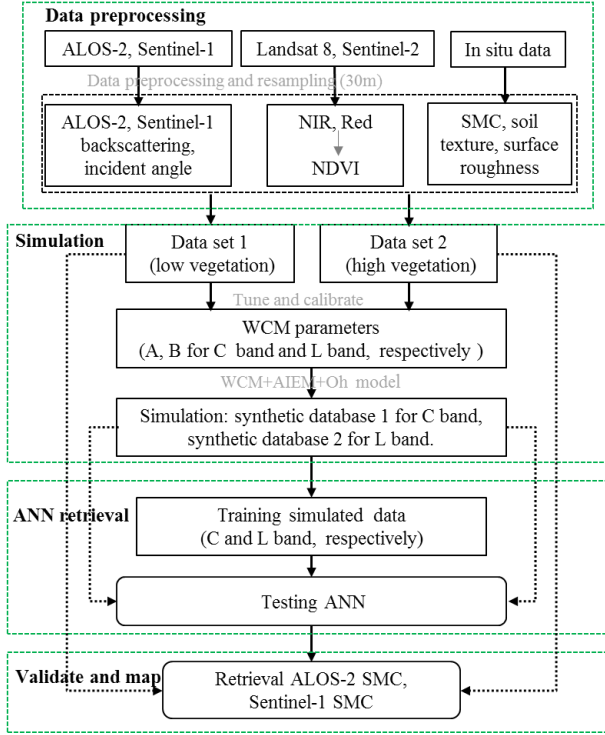 Data preprocessing
ALOS-2, Sentinel-1
Landsat 8, Sentinel-2
In situ data
Data preprocessing and resampling (30m)
ALOS-2, Sentinel-1
backscattering,
incident angle
NIR, Red
NDVI
SMC, soil
texture, surface
roughness
Simulation
Data set 1
(low vegetation)
Data set 2
(high vegetation)
Tune and calibrate
WCM parameters
(A, B for C band and L band, respectively )
WCM+AIEM+Oh model
Simulation: synthetic database 1 for C band,
synthetic database 2 for L band.
ANN retrieval
Training simulated data
(C and L band, respectively)
Testing ANN
Validate and map
Retrieval ALOS-2 SMC,
Sentinel-1 SMC